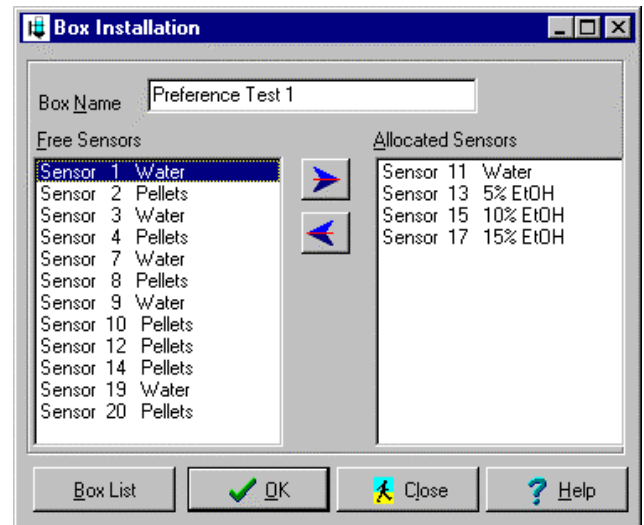 Box Installation
Box Name Preference Test 1
Free Sensors
Sensor 1 Water
Sensor 2 Pellets
Sensor 3 Water
Sensor 4 Pellets
Sensor 7 Water
Sensor 8 Pellets
Sensor 9 Water
Sensor 10 Pellets
Sensor 12 Pellets
Sensor 14 Pellets
Sensor 19 Water
Sensor 20 Pellets
Allocated Sensors
Sensor 11 Water
Sensor 13 5% EtOH
Sensor 15 10% EtOH
Sensor 17 15% EtOH
Box List
OK
Close
Help